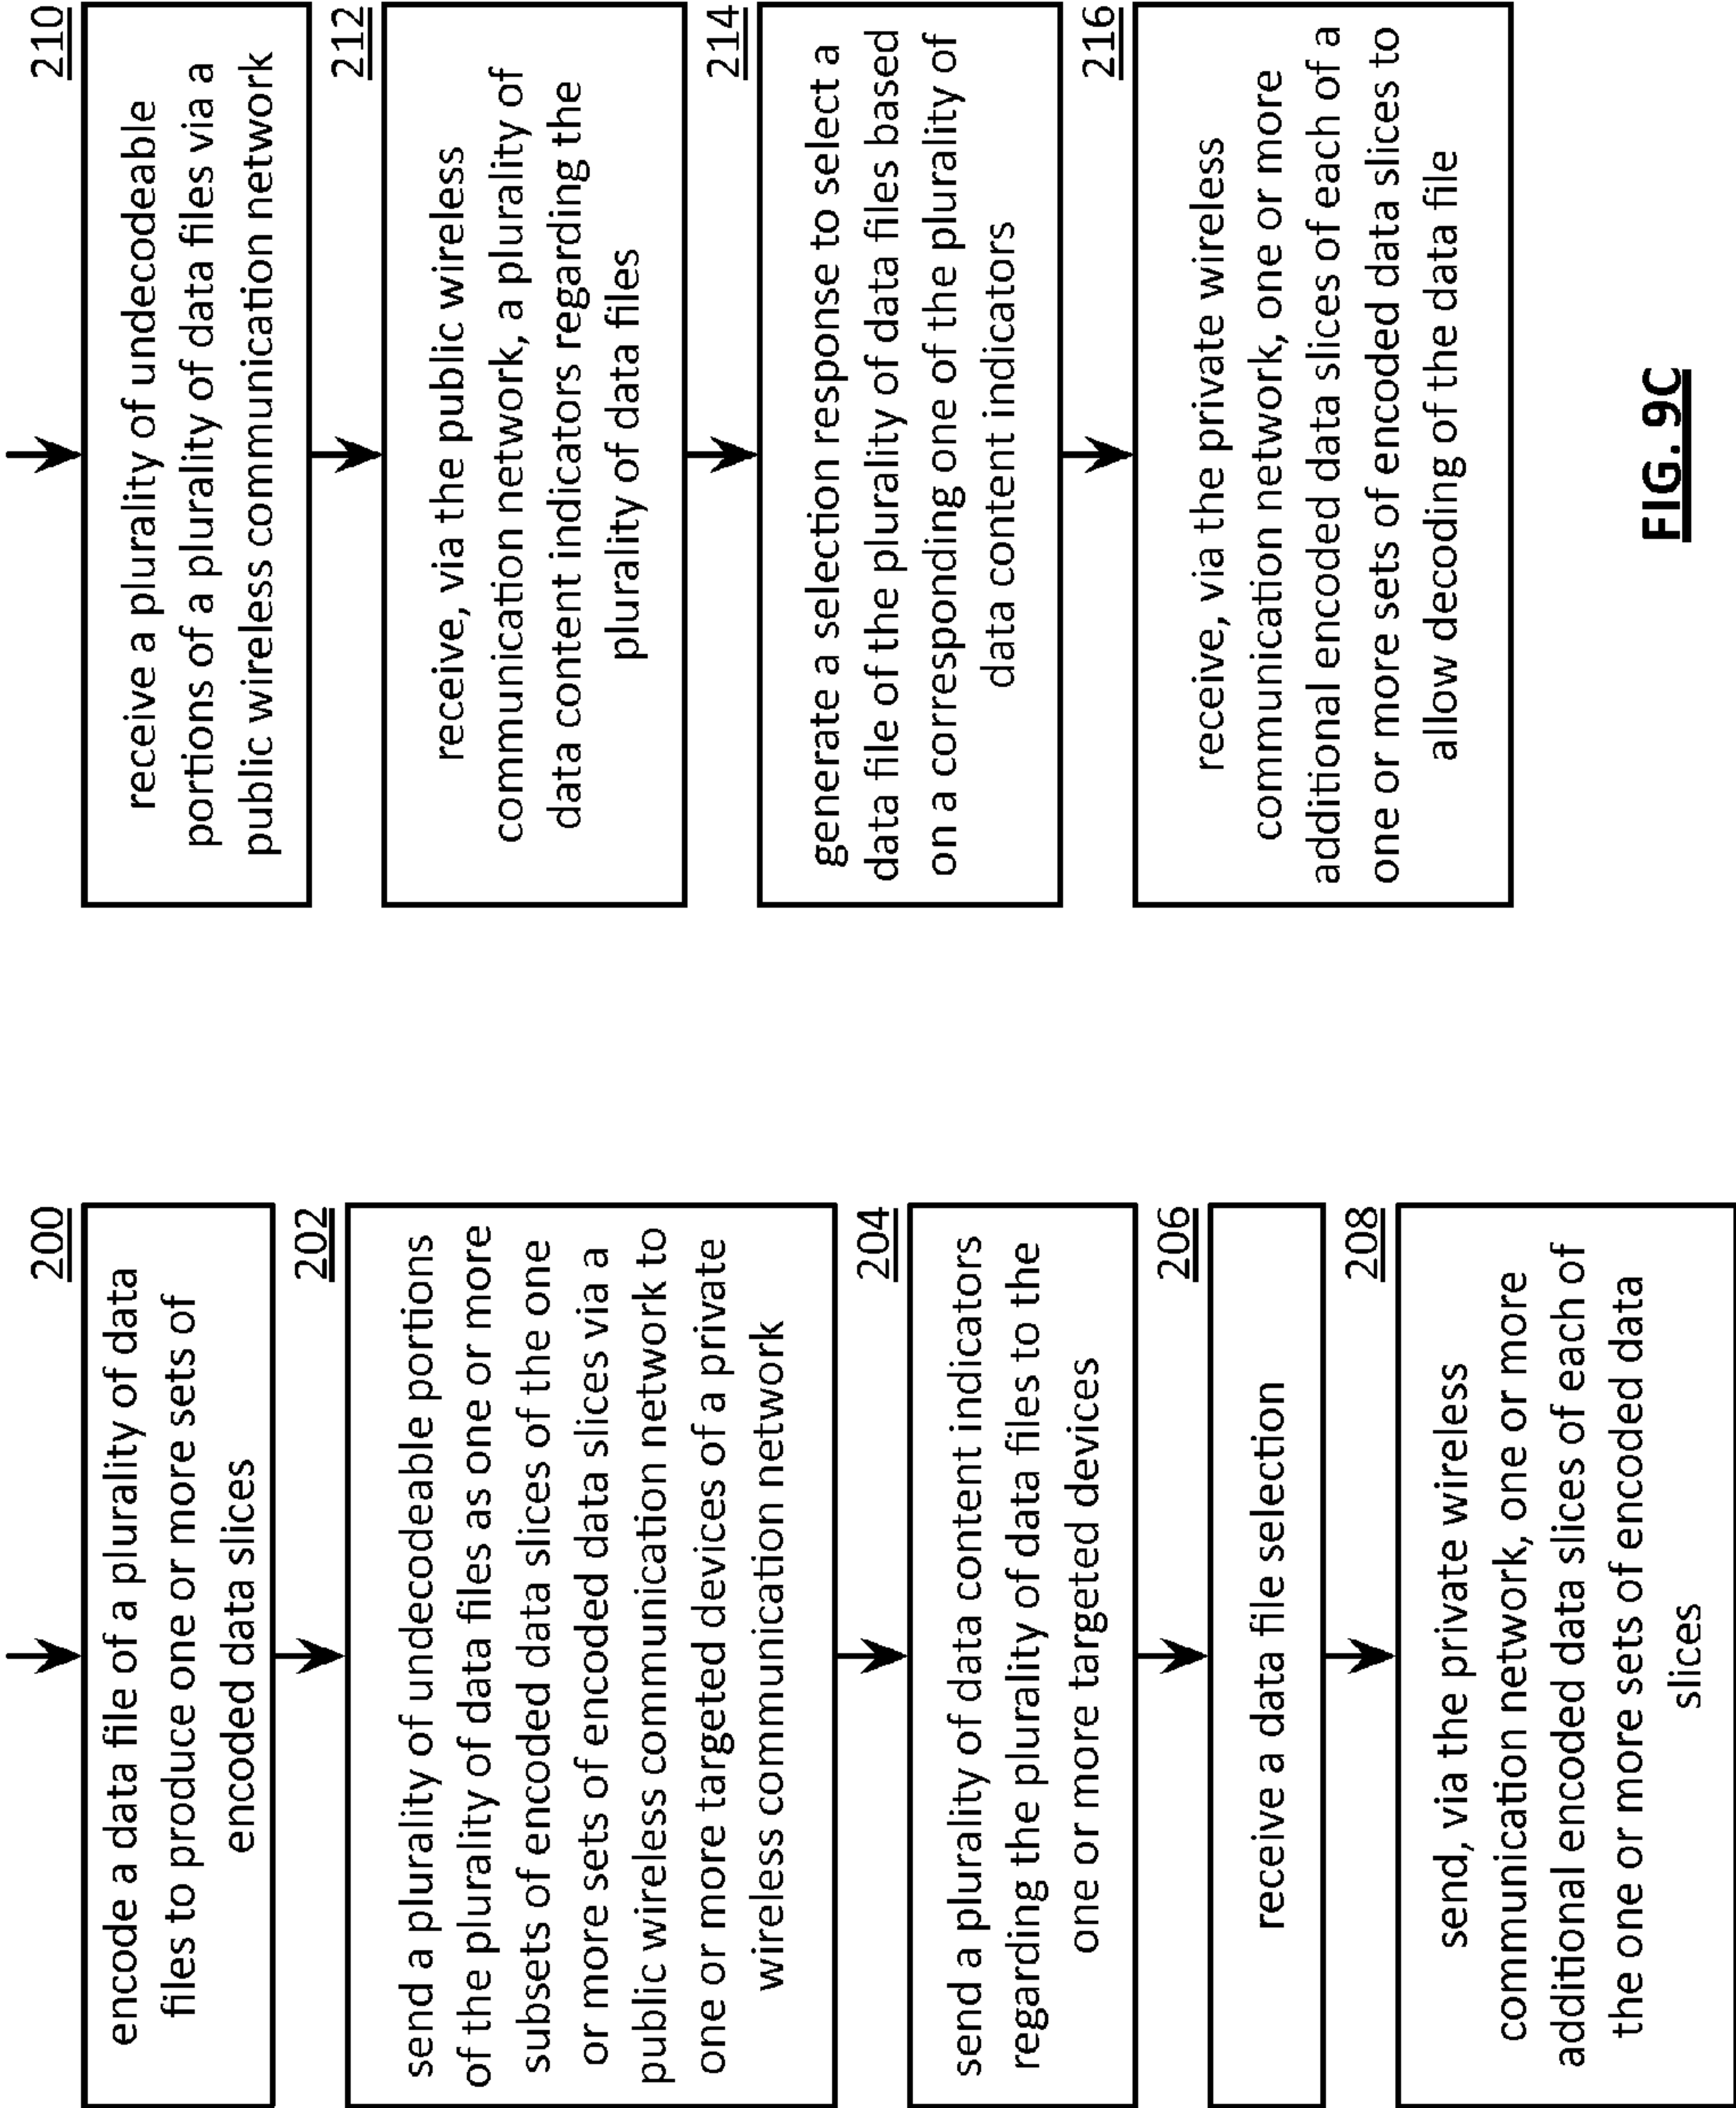 200
encode a data file of a plurality of data
files to produce one or more sets of
encoded data slices
202
send a plurality of undecodeable portions
of the plurality of data files as one or more
subsets of encoded data slices of the one
or more sets of encoded data slices via a
public wireless communication network to
one or more targeted devices of a private
wireless communication network
204
send a plurality of data content indicators
regarding the plurality of data files to the
one or more targeted devices
206
receive a data file selection
208
send, via the private wireless
communication network, one or more
additional encoded data slices of each of
the one or more sets of encoded data
slices
210
receive a plurality of undecodeable
portions of a plurality of data files via a
public wireless communication network
212
receive, via the public wireless
communication network, a plurality of
data content indicators regarding the
plurality of data files
214
generate a selection response to select a
data file of the plurality of data files based
on a corresponding one of the plurality of
data content indicators
216
receive, via the private wireless
communication network, one or more
additional encoded data slices of each of a
one or more sets of encoded data slices to
allow decoding of the data file
FIG. 9C